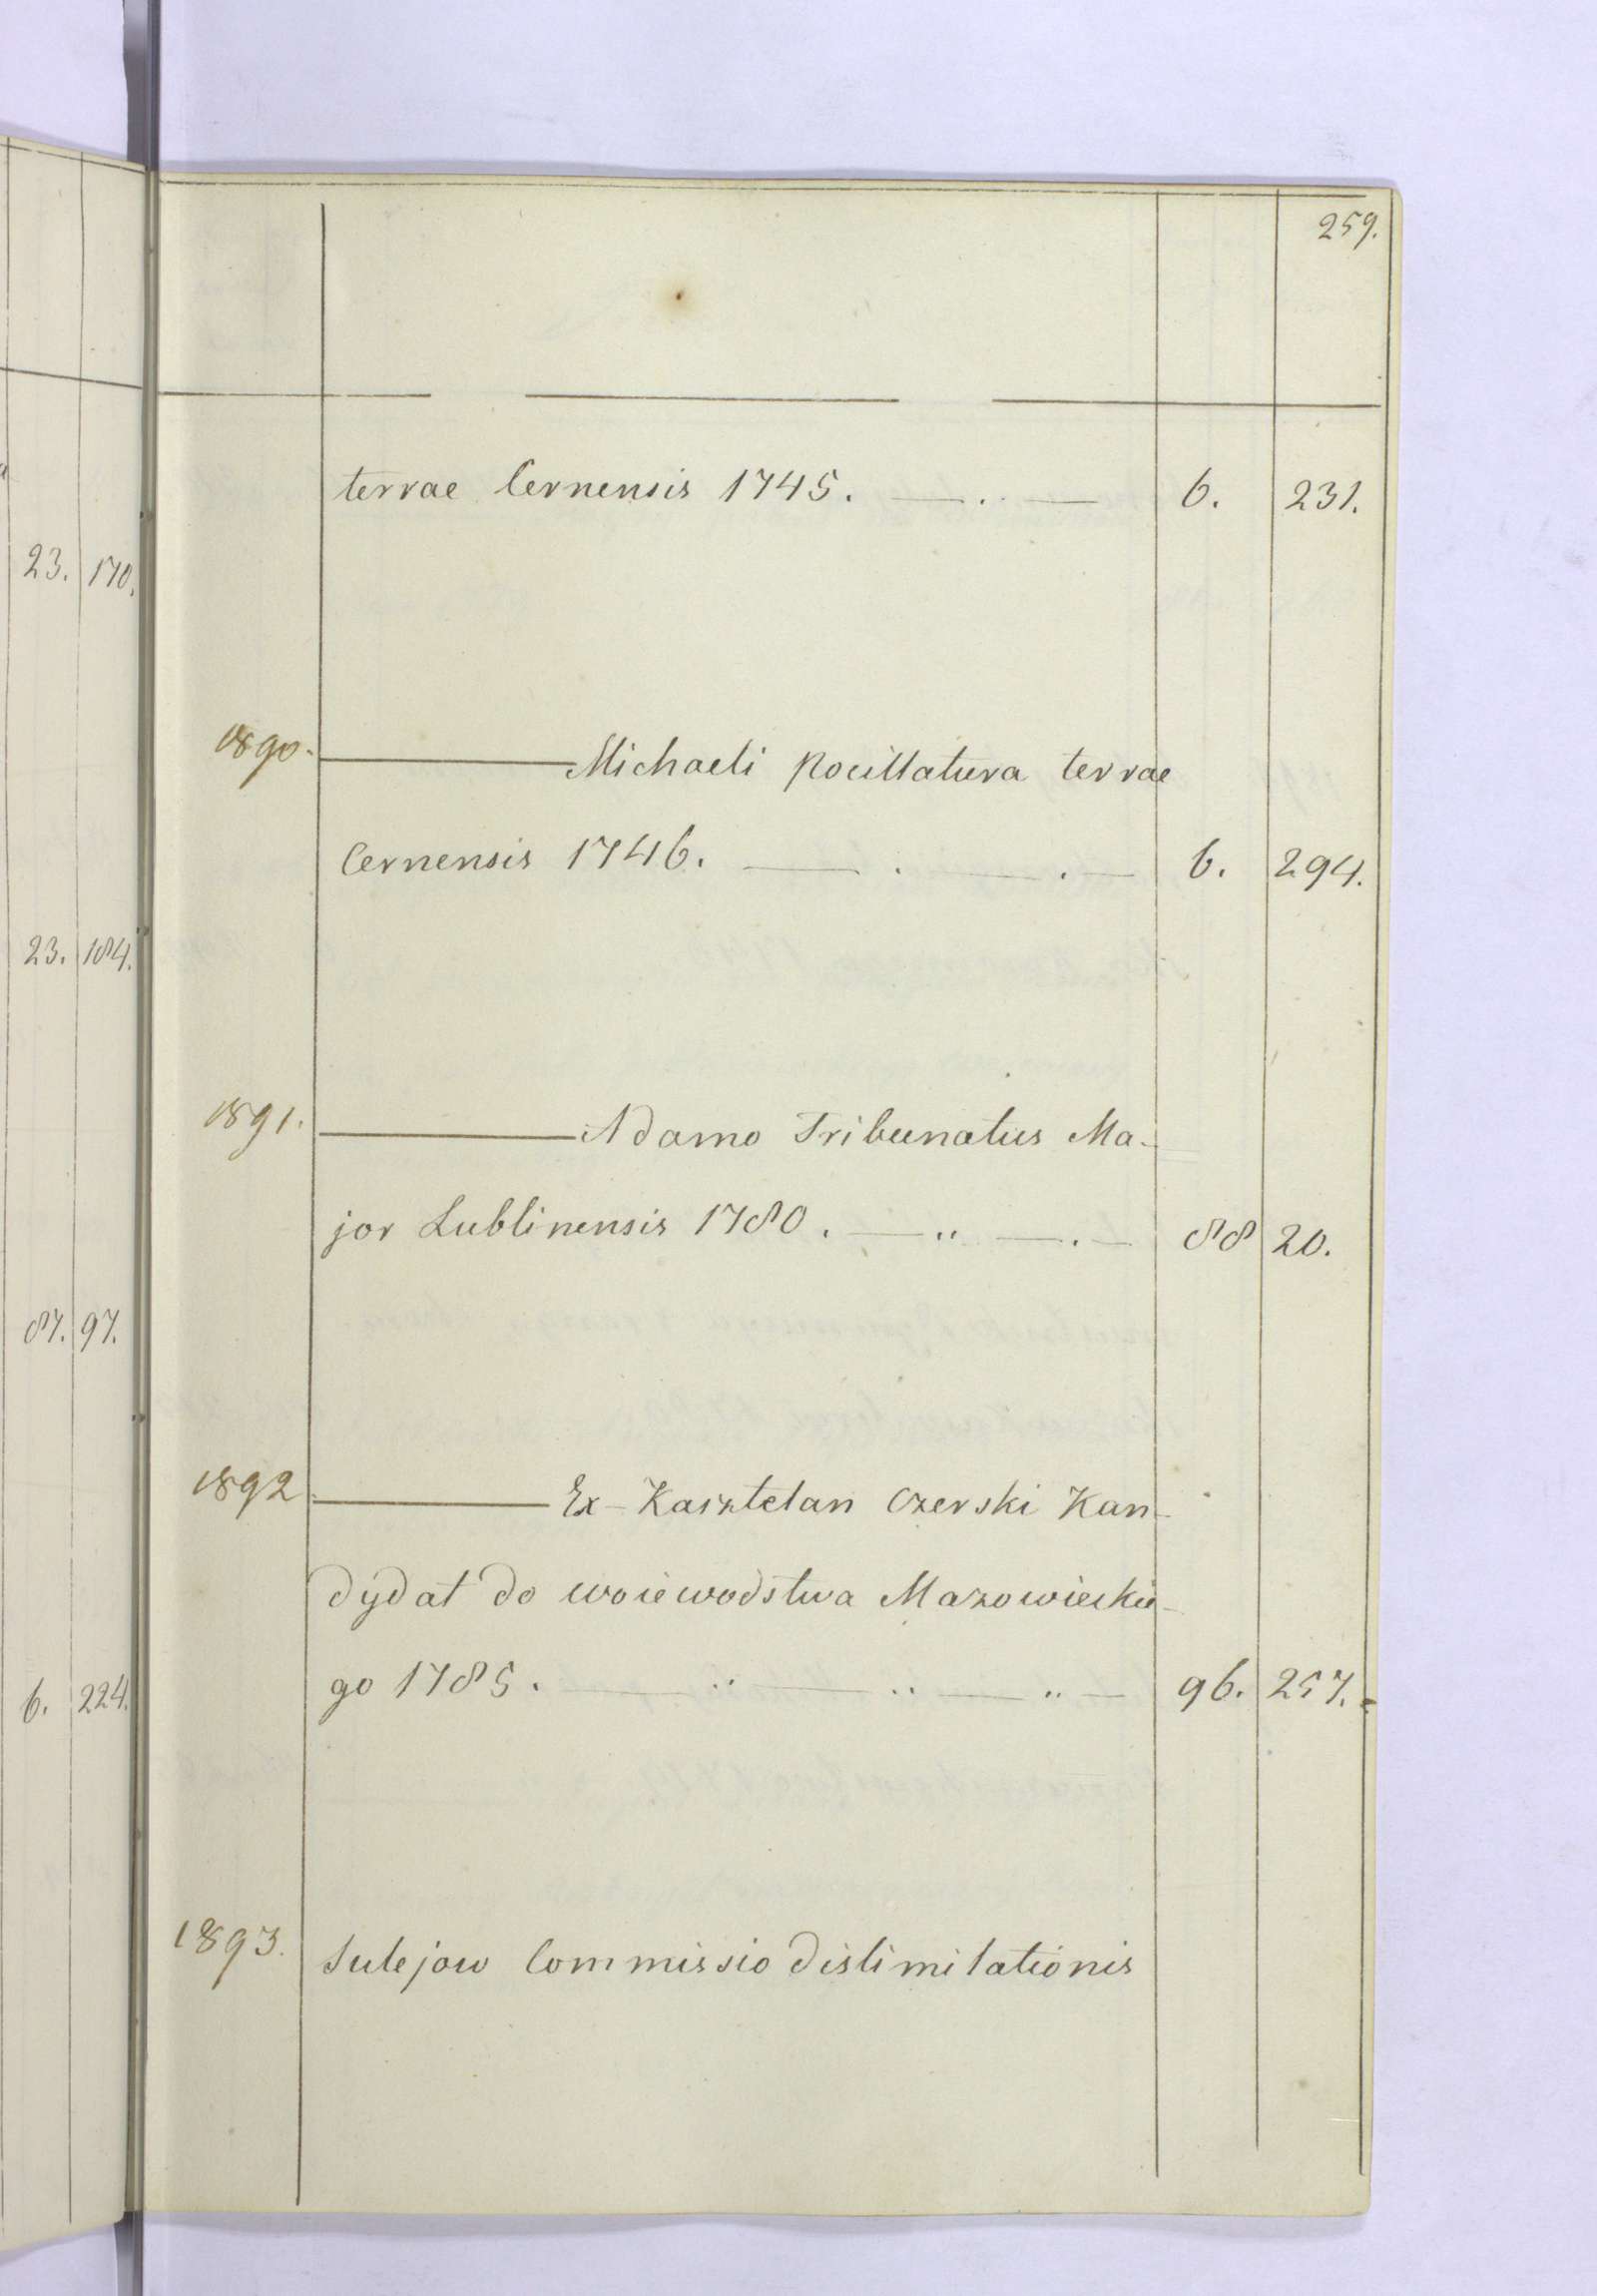 259.
terrae Cernensis 1745. 6. 231.
23. 170.
1890. Michaeli Pocillatura terrae
Cernensis 1746. 6. 294.
23. 184.
1891. Adamo Tribunatus Ma-
jor Lublinensis 1780. 88 20.
87. 97.
1892 Ex-Kasztelan Czerski Kan-
dydat do woiewodstwa Mazowieckie-
go 1785. 96. 257.
6. 224.
1893. Sulejow Commissio dislimitationis